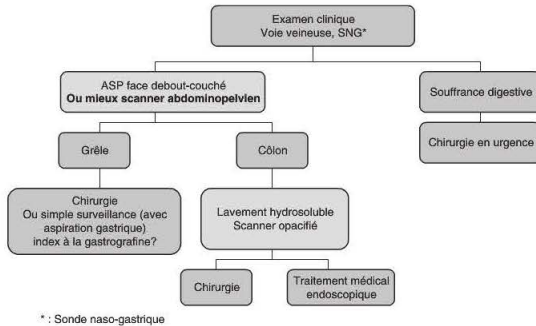 Examen clinique
Voie veineuse, SNG*
ASP face debout-couché
Ou mieux scanner abdominopelvien
Souffrance digestive
Grêle
Côlon
Chirurgie en urgence
Chirurgie
Ou simple surveillance (avec
aspiration gastrique)
index à la gastrografine?
Lavement hydrosoluble
Scanner opacifié
Chirurgie
Traitement médical
endoscopique
* : Sonde naso-gastrique